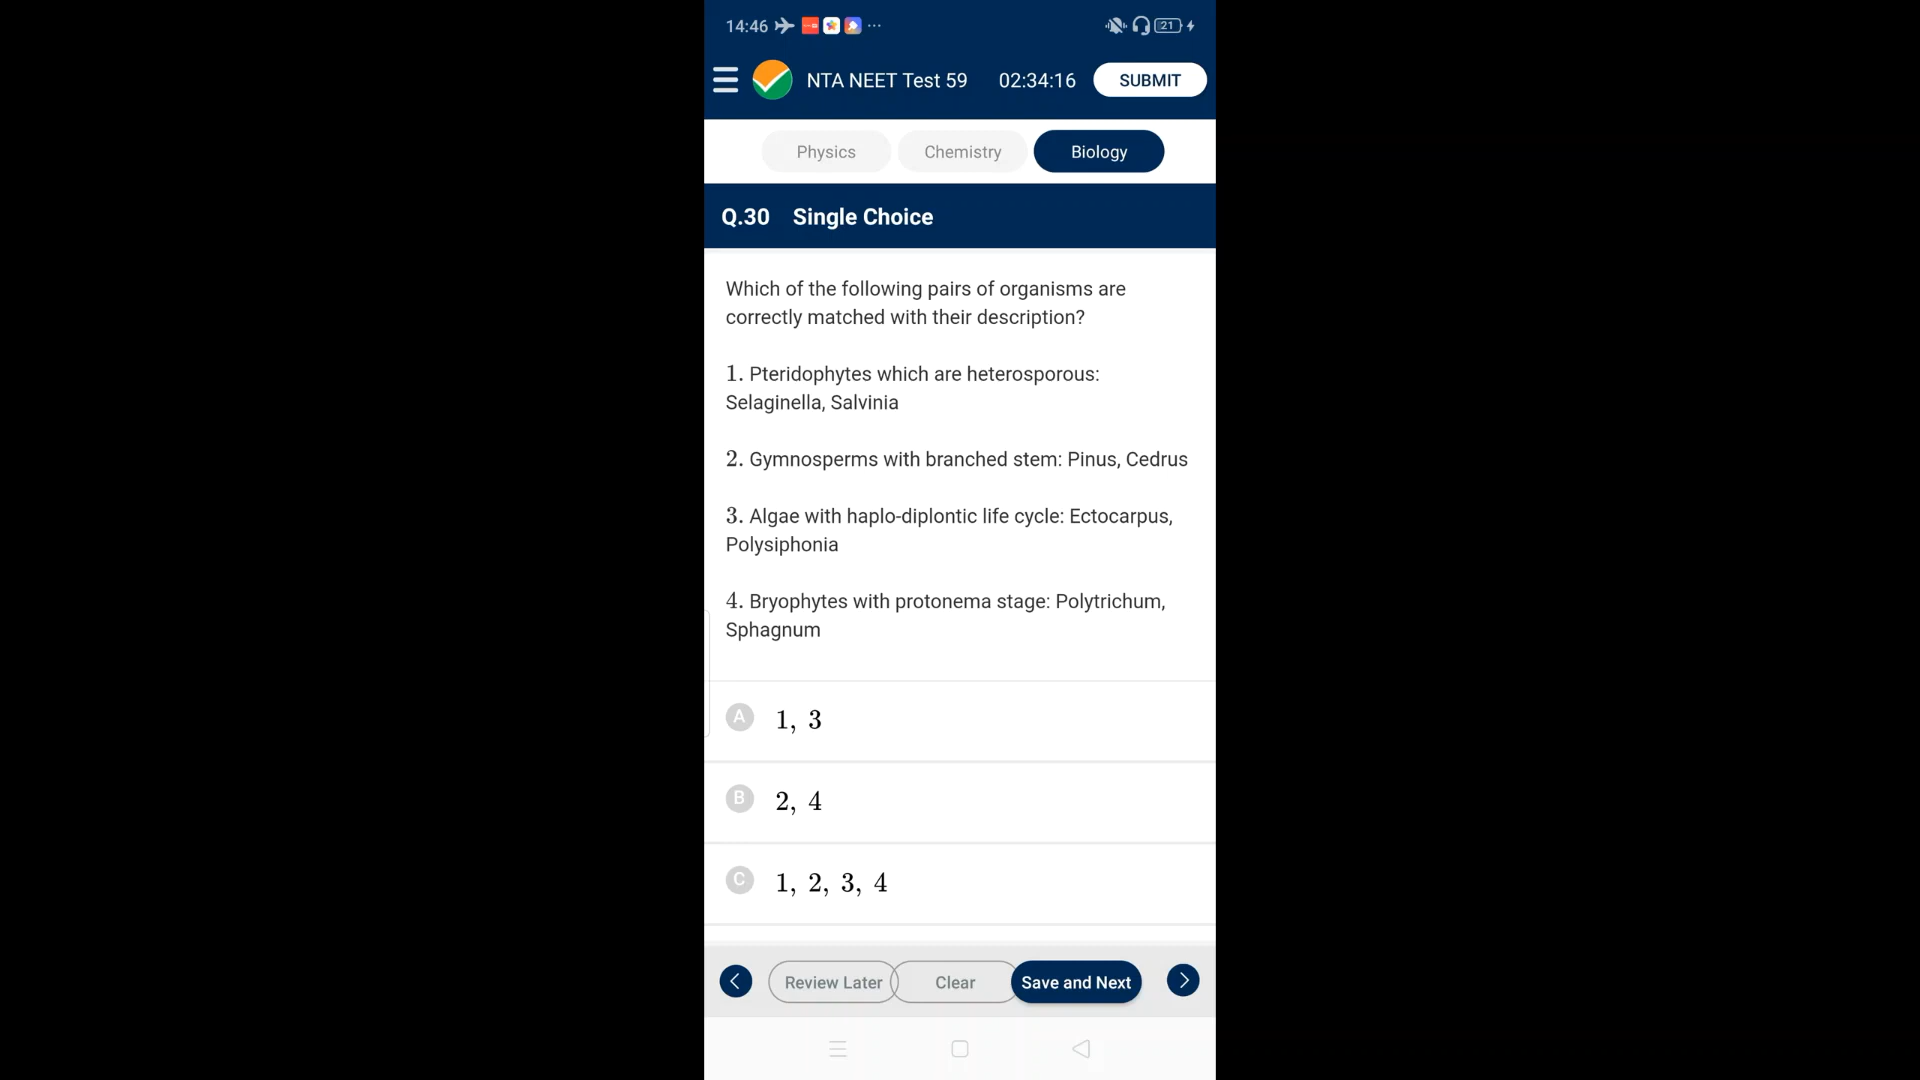 14:46
21
NTA NEET Test 59 02:34:16 SUBMIT
Physics Chemistry Biology
Q.30 Single Choice
Which of the following pairs of organisms are
correctly matched with their description?
1. Pteridophytes which are heterosporous:
Selaginella, Salvinia
2. Gymnosperms with branched stem: Pinus, Cedrus
3. Algae with haplo-diplontic life cycle: Ectocarpus,
Polysiphonia
4. Bryophytes with protonema stage: Polytrichum,
Sphagnum
A 1, 3
B 2, 4
C 1, 2, 3, 4
Review Later Clear Save and Next